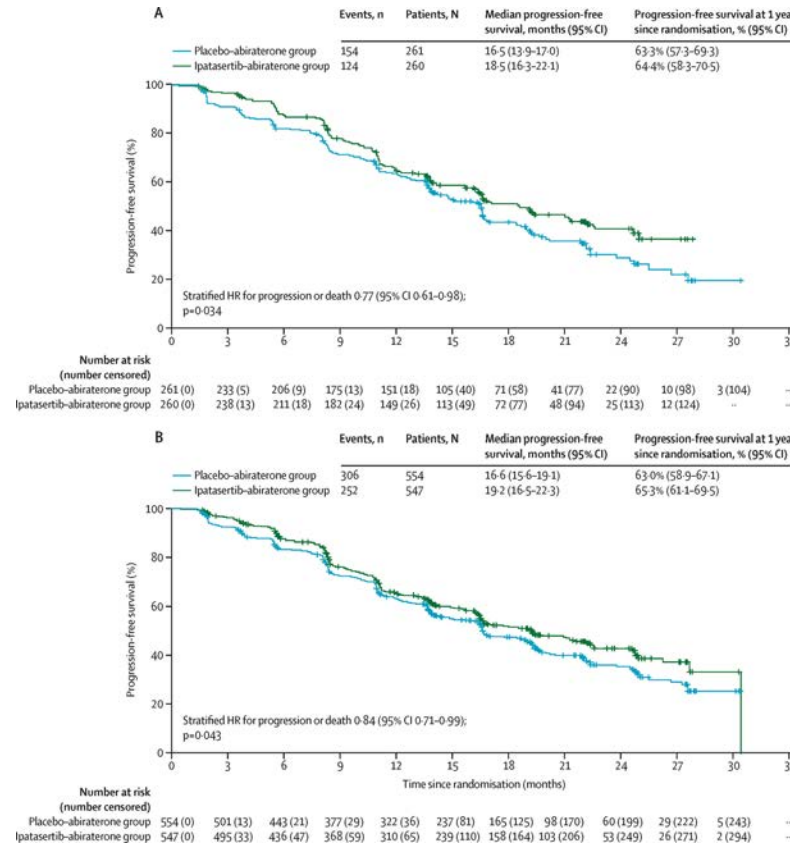 A
Events, n Patients, N Median progression-free survival, months (95% CI) Progression-free survival at 1 year since randomisation, % (95% CI)
Placebo–abiraterone group 154 261 16·5 (13·9–17·0) 63·3% (57·3–69·3)
Ipatasertib–abiraterone group 124 260 18·5 (16·3–22·1) 64·4% (58·3–70·5)
Progression-free survival (%)
100
80
60
40
20
0
Stratified HR for progression or death 0·77 (95% CI 0·61–0·98);
p=0·034
0 3 6 9 12 15 18 21 24 27 30
Number at risk
(number censored)
Placebo–abiraterone group 261 (0) 233 (5) 206 (9) 175 (13) 151 (18) 105 (40) 71 (58) 41 (77) 22 (90) 10 (98) 3 (104) ··
Ipatasertib–abiraterone group 260 (0) 238 (13) 211 (18) 182 (24) 149 (26) 113 (49) 72 (77) 48 (94) 25 (113) 12 (124) ·· ··
B
Events, n Patients, N Median progression-free survival, months (95% CI) Progression-free survival at 1 year since randomisation, % (95% CI)
Placebo–abiraterone group 306 554 16·6 (15·6–19·1) 63·0% (58·9–67·1)
Ipatasertib–abiraterone group 252 547 19·2 (16·5–22·3) 65·3% (61·1–69·5)
Progression-free survival (%)
100
80
60
40
20
0
Stratified HR for progression or death 0·84 (95% CI 0·71–0·99);
p=0·043
0 3 6 9 12 15 18 21 24 27 30
Time since randomisation (months)
Number at risk
(number censored)
Placebo–abiraterone group 554 (0) 501 (13) 443 (21) 377 (29) 322 (36) 237 (81) 165 (125) 98 (170) 60 (199) 29 (222) 5 (243) ··
Ipatasertib–abiraterone group 547 (0) 495 (33) 436 (47) 368 (59) 310 (65) 239 (110) 158 (164) 103 (206) 53 (249) 26 (271) 2 (294) ··